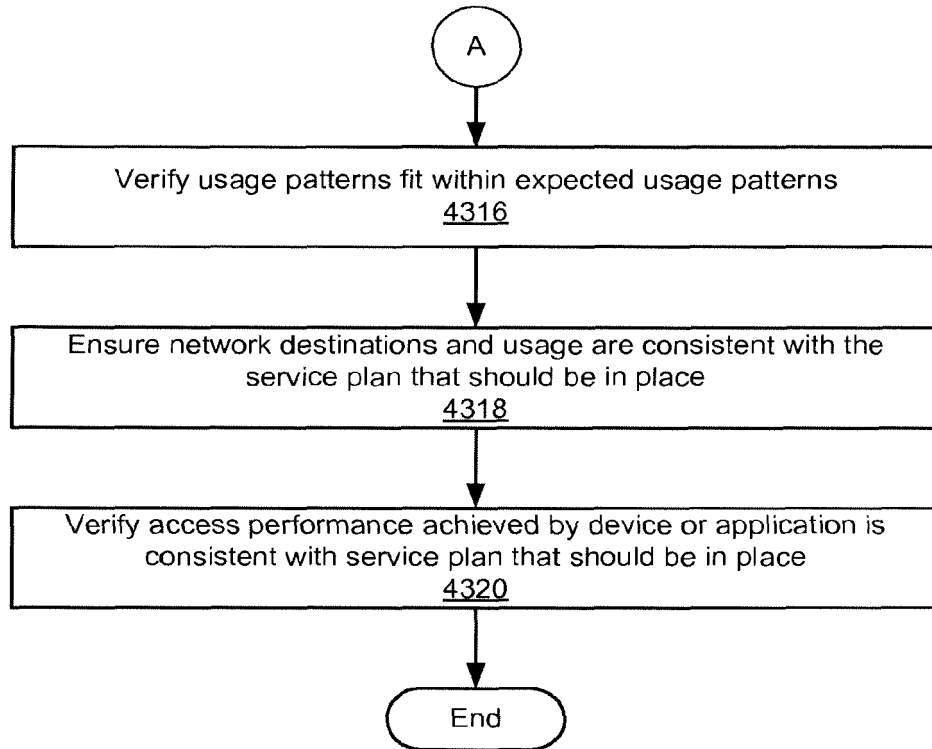 A
Verify usage patterns fit within expected usage patterns
4316
Ensure network destinations and usage are consistent with the
service plan that should be in place
4318
Verify access performance achieved by device or application is
consistent with service plan that should be in place
4320
End